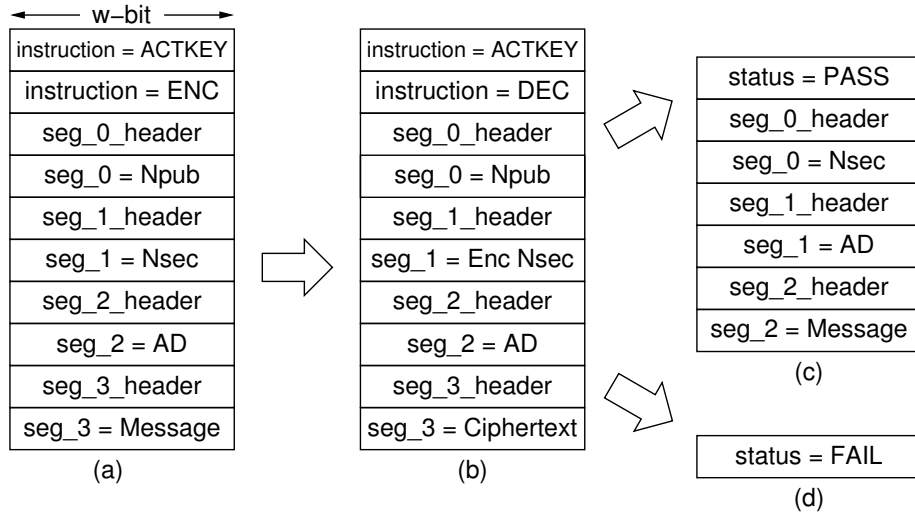 w-bit
instruction = ACTKEY
instruction = ENC
seg_0_header
seg_0 = Npub
seg_1_header
seg_1 = Nsec
seg_2_header
seg_2 = AD
seg_3_header
seg_3 = Message
(a)
instruction = ACTKEY
instruction = DEC
seg_0_header
seg_0 = Npub
seg_1_header
seg_1 = Enc Nsec
seg_2_header
seg_2 = AD
seg_3_header
seg_3 = Ciphertext
(b)
status = PASS
seg_0_header
seg_0 = Nsec
seg_1_header
seg_1 = AD
seg_2_header
seg_2 = Message
(c)
status = FAIL
(d)